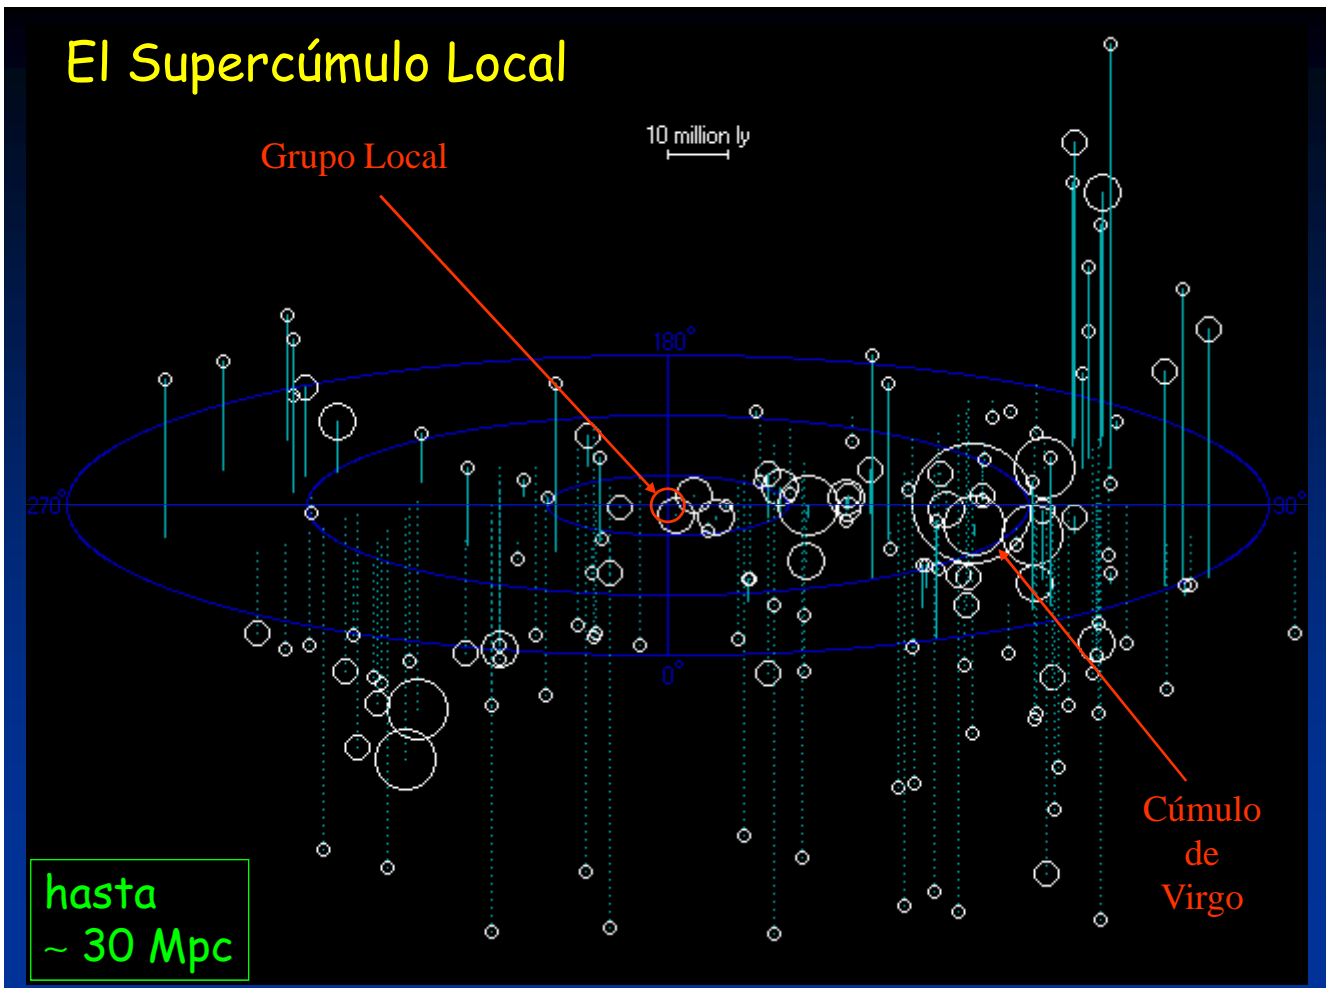 El Supercúmulo Local
10 million ly
Grupo Local
180°
270°
90°
0°
Cúmulo
de
Virgo
hasta
~ 30 Mpc